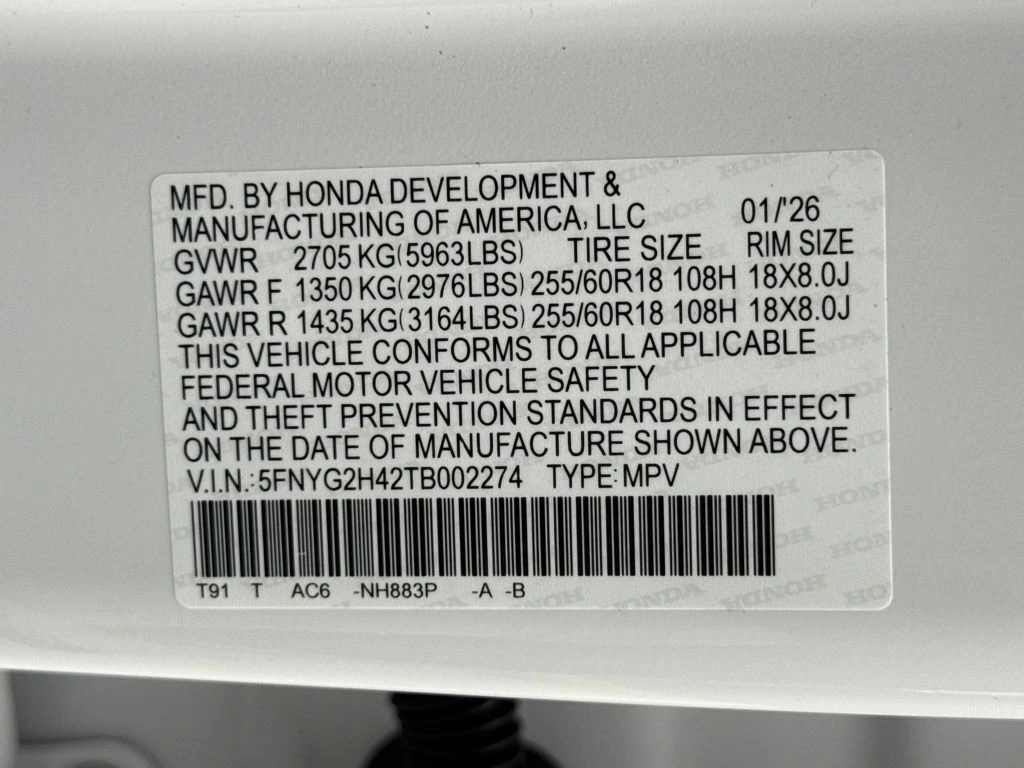 MFD. BY HONDA DEVELOPMENT &
MANUFACTURING OF AMERICA, LLC 01/'26
GVWR 2705 KG(5963LBS) TIRE SIZE RIM SIZE
GAWR F 1350 KG(2976LBS) 255/60R18 108H 18X8.0J
GAWR R 1435 KG(3164LBS) 255/60R18 108H 18X8.0J
THIS VEHICLE CONFORMS TO ALL APPLICABLE
FEDERAL MOTOR VEHICLE SAFETY
AND THEFT PREVENTION STANDARDS IN EFFECT
ON THE DATE OF MANUFACTURE SHOWN ABOVE.
V.I.N.:5FNYG2H42TB002274 TYPE:MPV
T91 T AC6 -NH883P -A -B